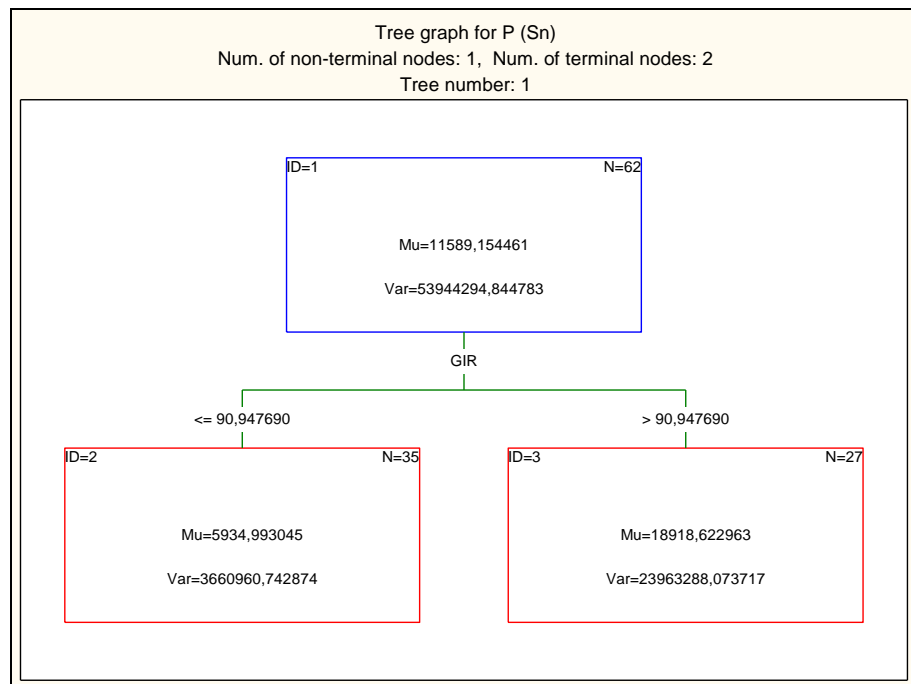 Tree graph for P (Sn)
Num. of non-terminal nodes: 1,  Num. of terminal nodes: 2
Tree number: 1
ID=1 N=62
Mu=11589,154461
Var=53944294,844783
GIR
<= 90,947690 > 90,947690
ID=2 N=35 ID=3 N=27
Mu=5934,993045 Mu=18918,622963
Var=3660960,742874 Var=23963288,073717